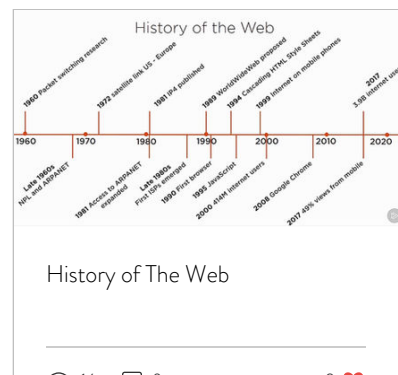 History of the Web
1960 Packet switching research
1972 satellite link US - Europe
1981 IP4 published
1989 WorldWideWeb proposed
1994 Cascading HTML Style Sheets
1999 Internet on mobile phones
2017
3.9B internet
1960 1970 1980 1990 2000 2010 2020
Late 1960s
NPL and ARPANET
1981 Access to ARPANET
expanded
Late 1980s
First ISPs emerged
1990 First browser
1995 JavaScript
2000 414M internet users
2008 Google Chrome
2017 49% views from mobile
History of The Web